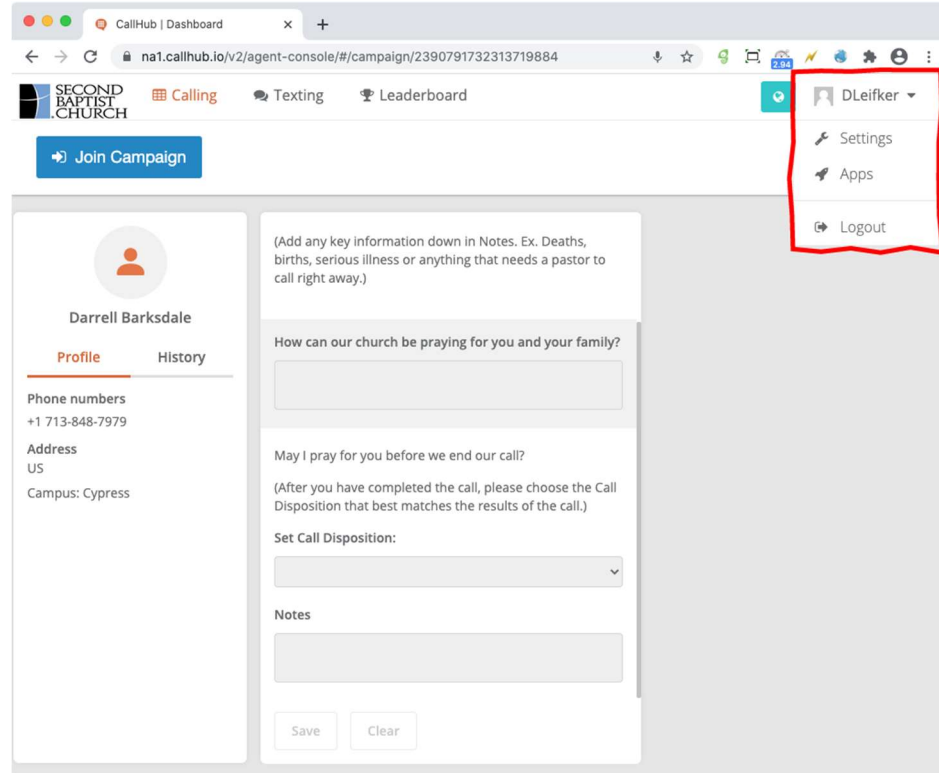 CallHub | Dashboard
na1.callhub.io/v2/agent-console/#/campaign/2390791732313719884
2.94
SECOND
BAPTIST
.CHURCH
Calling
Texting
Leaderboard
DLeifker
Settings
Apps
Logout
Join Campaign
Darrell Barksdale
Profile
History
Phone numbers
+1 713-848-7979
Address
US
Campus: Cypress
(Add any key information down in Notes. Ex. Deaths,
births, serious illness or anything that needs a pastor to
call right away.)
How can our church be praying for you and your family?
May I pray for you before we end our call?
(After you have completed the call, please choose the Call
Disposition that best matches the results of the call.)
Set Call Disposition:
Notes
Save
Clear